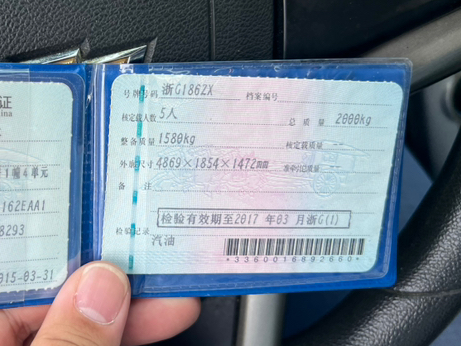 证
ina
号牌号码 浙G1862X 档案编号
核定载人数 5人 总质量 2000kg
整备质量 1580kg 核定载质量 --
外廓尺寸 4869×1854×1472mm 准牵引总质量 --
备 注
检验有效期至2017 年03 月浙G(1)
检验记录
汽油
*3360016892660*
1幢4单元
162EAA1
8293
015-03-31